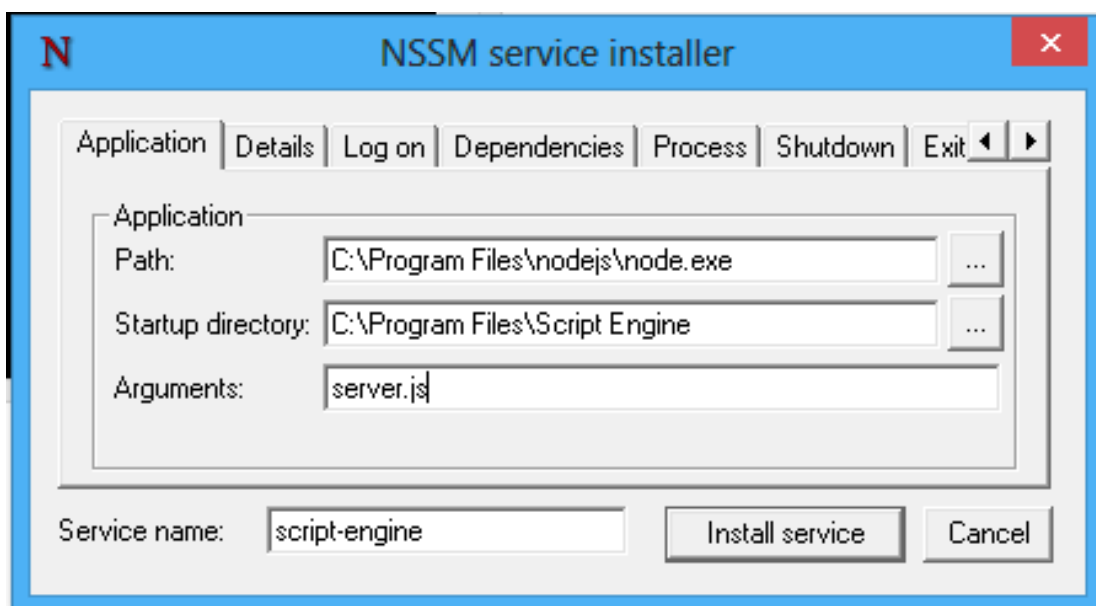 N NSSM service installer
Application Details Log on Dependencies Process Shutdown Exit
Application
Path: C:\Program Files\nodejs\node.exe ...
Startup directory: C:\Program Files\Script Engine ...
Arguments: server.js
Service name: script-engine Install service Cancel